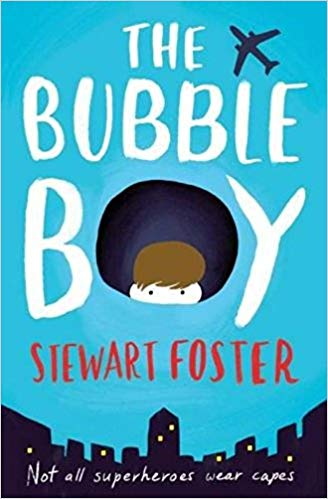 THE
BUBBLE
BOY
STEWART FOSTER
Not all superheroes wear capes